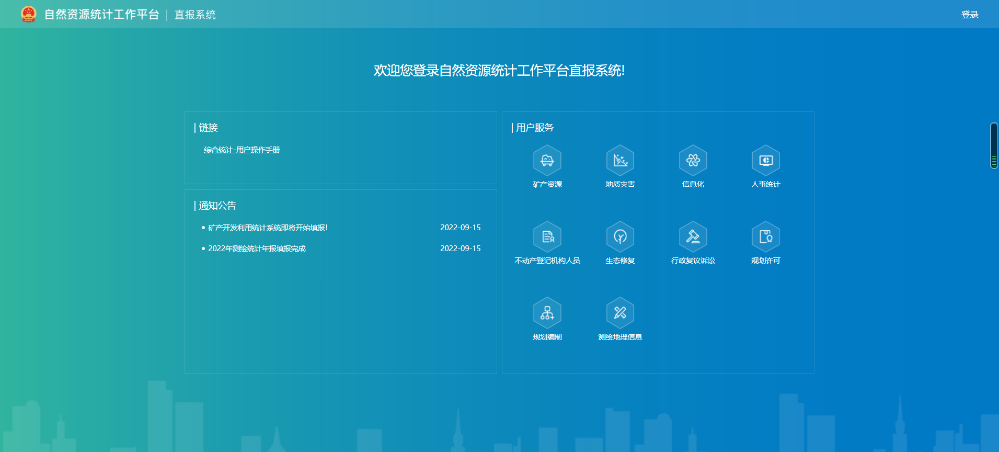 自然资源统计工作平台 | 直报系统
登录
欢迎您登录自然资源统计工作平台直报系统!
链接
综合统计-用户操作手册
通知公告
矿产开发利用统计系统即将开始填报！ 2022-09-15
2022年测绘统计年报填报完成 2022-09-15
用户服务
矿产资源 地质灾害 信息化 人事统计
不动产登记机构人员 生态修复 行政复议诉讼 规划许可
规划编制 测绘地理信息